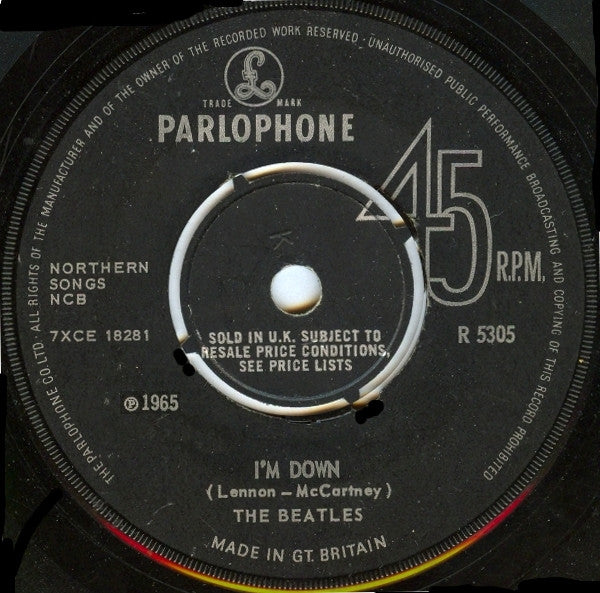 THE PARLOPHONE CO. LTD. ALL RIGHTS OF THE MANUFACTURER AND OF THE OWNER OF THE RECORDED WORK RESERVED · UNAUTHORISED PUBLIC PERFORMANCE BROADCASTING AND COPYING OF THIS RECORD PROHIBITED
£
TRADE MARK
PARLOPHONE
45
R.P.M.
NORTHERN
SONGS
NCB
7XCE 18281
K
SOLD IN U.K. SUBJECT TO
RESALE PRICE CONDITIONS,
SEE PRICE LISTS
R 5305
℗ 1965
I'M DOWN
(Lennon – McCartney)
THE BEATLES
MADE IN GT. BRITAIN